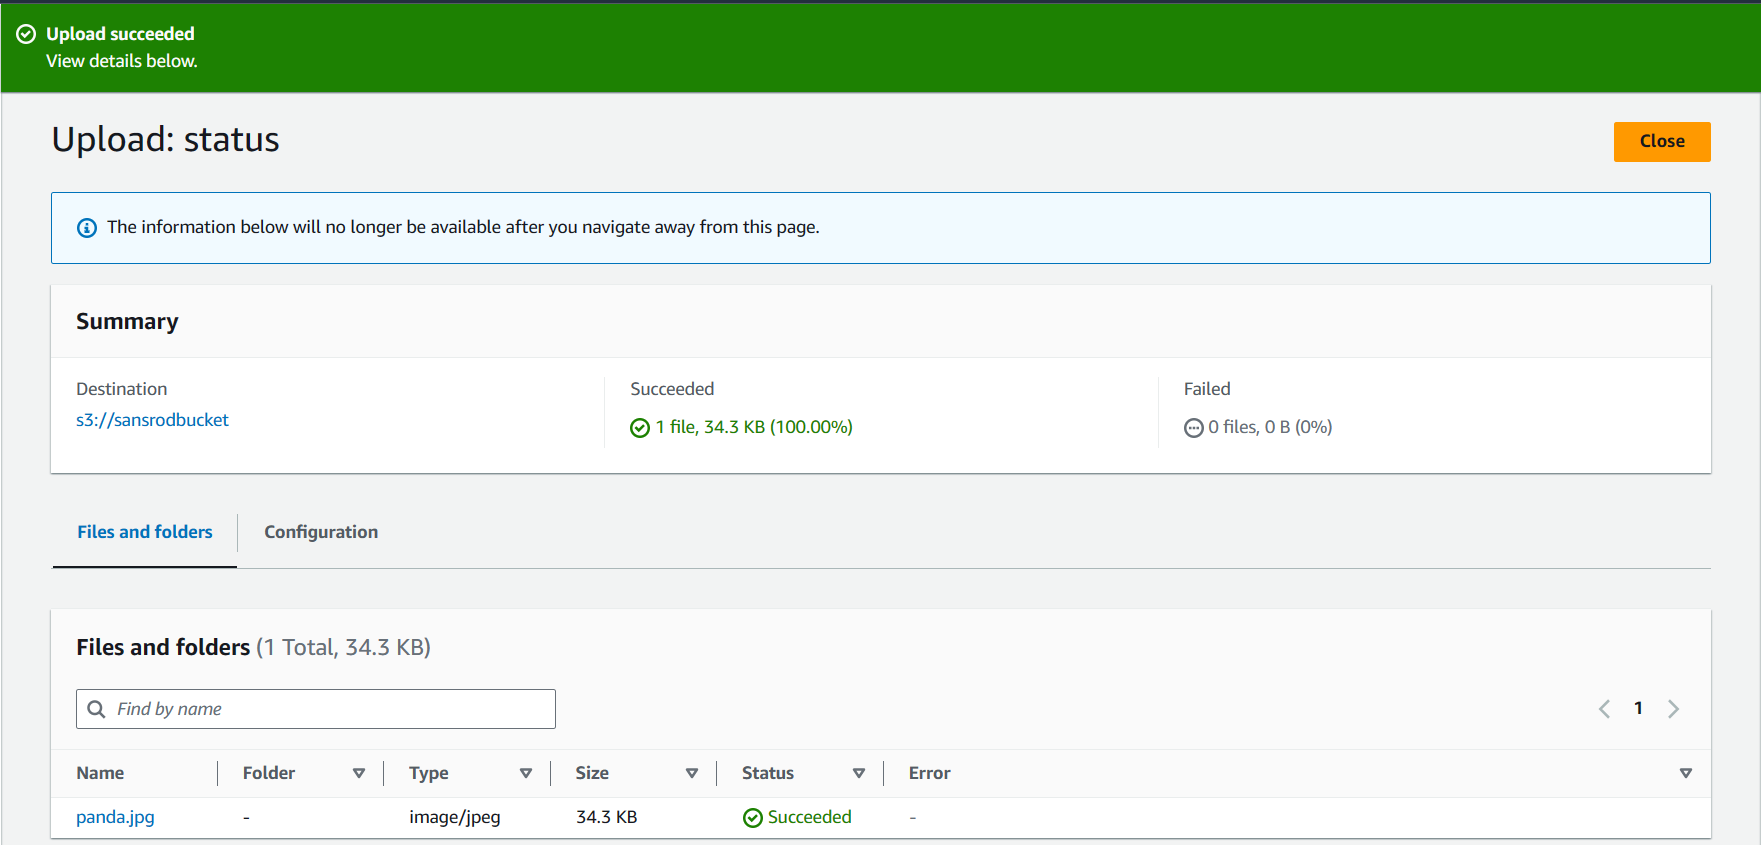 Upload succeeded
View details below.
Upload: status
Close
The information below will no longer be available after you navigate away from this page.
Summary
Destination
s3://sansrodbucket
Succeeded
1 file, 34.3 KB (100.00%)
Failed
0 files, 0 B (0%)
Files and folders
Configuration
Files and folders (1 Total, 34.3 KB)
Find by name
1
Name Folder Type Size Status Error
panda.jpg - image/jpeg 34.3 KB Succeeded -